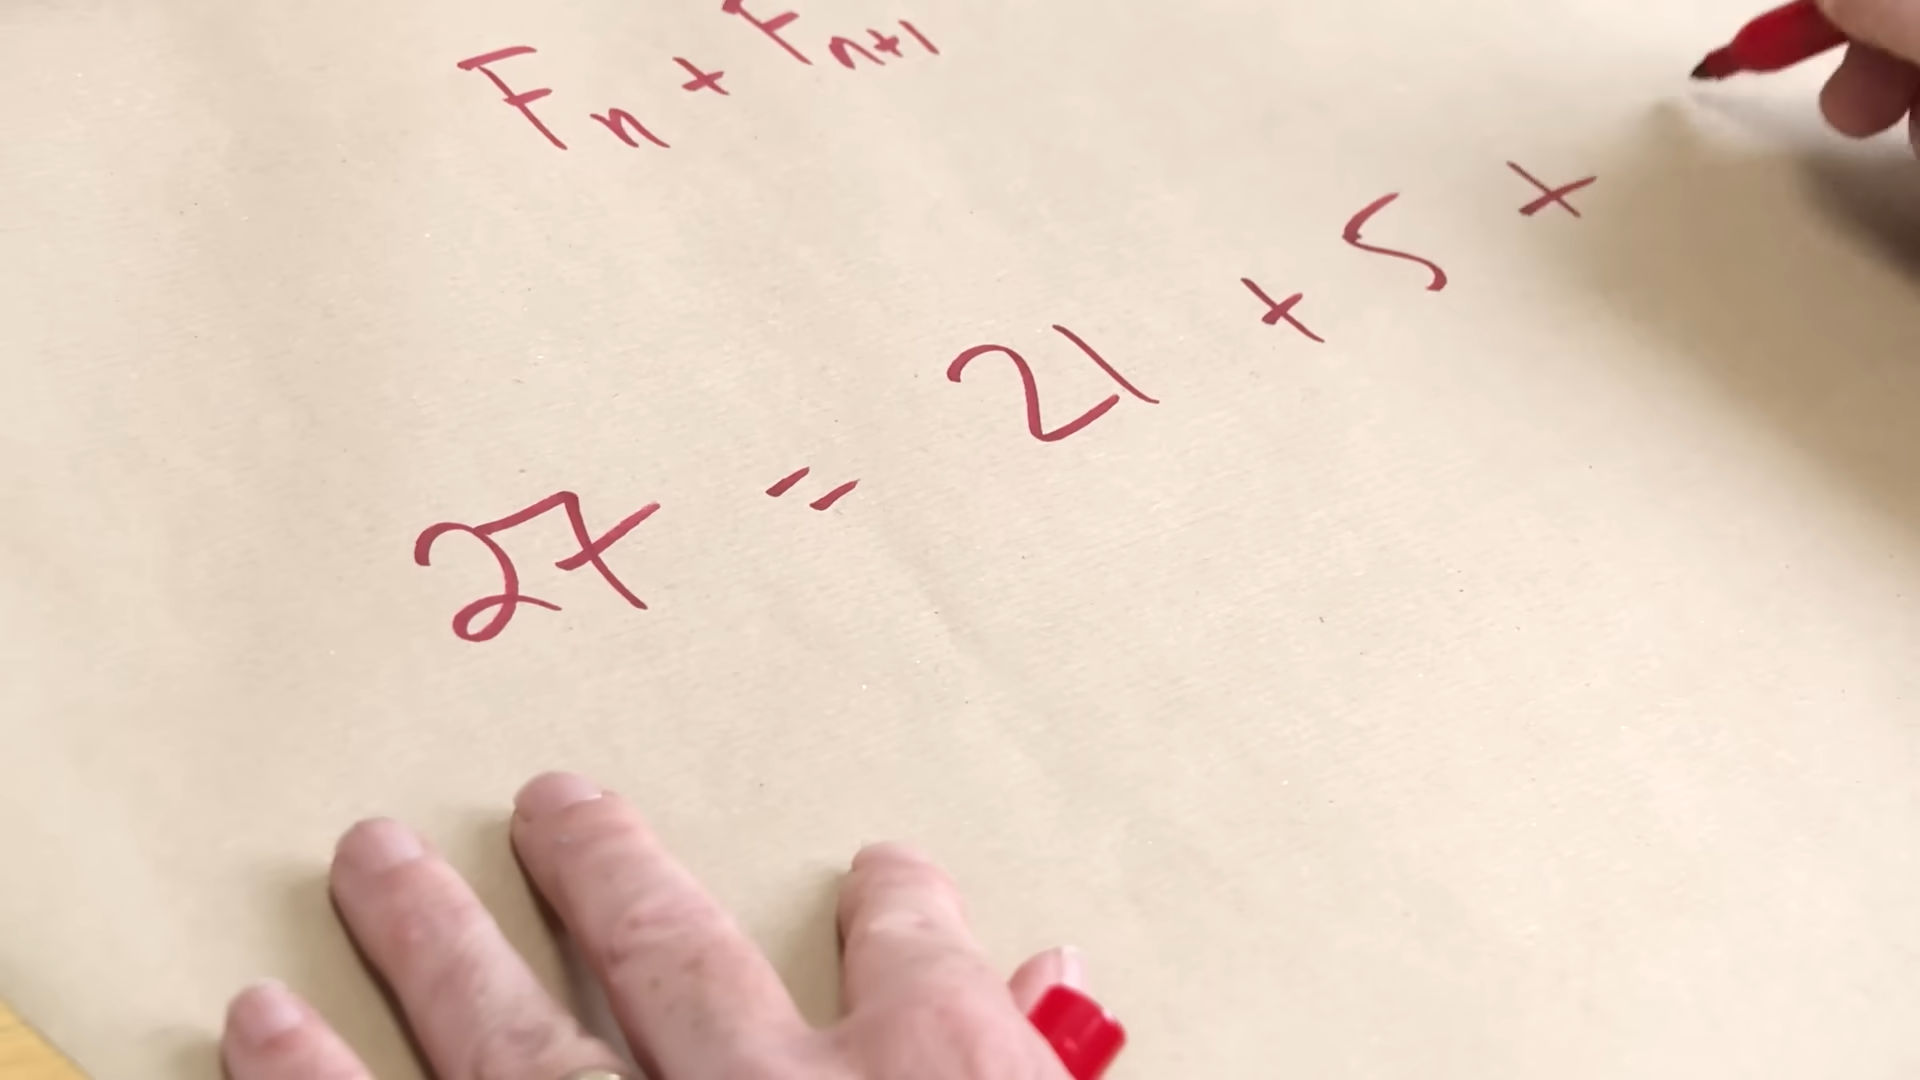 Fn + Fn+1
27 = 21 + 5 +